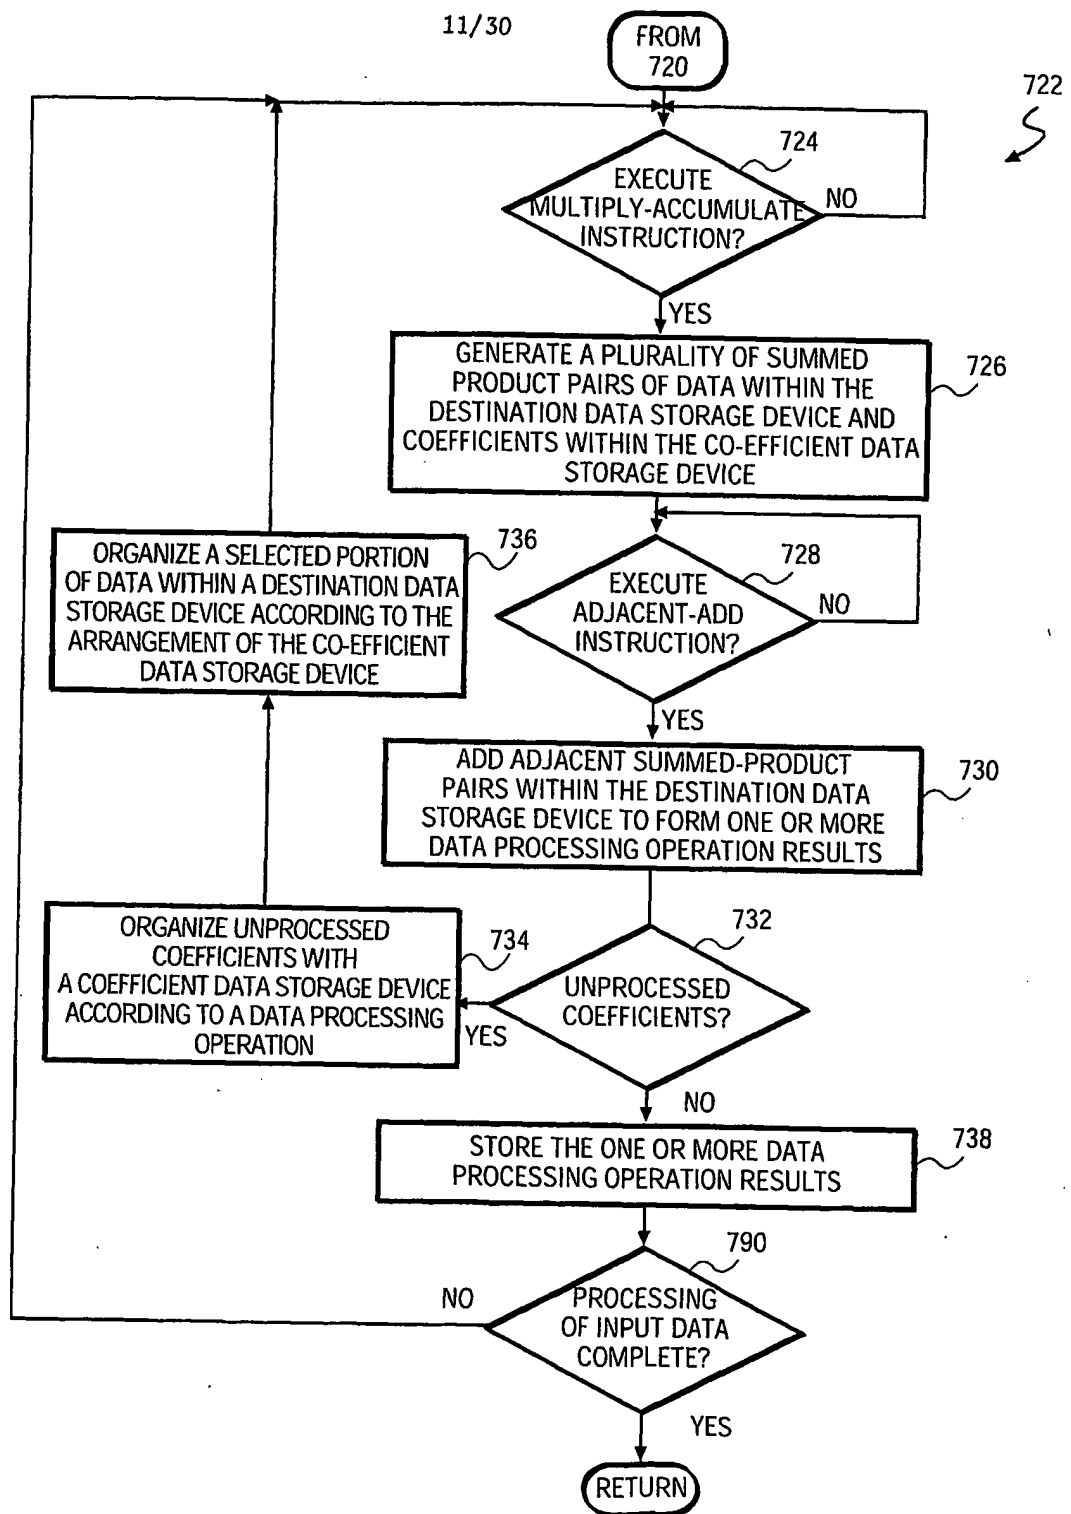 11/30
FROM
720
722
724
EXECUTE
MULTIPLY-ACCUMULATE
INSTRUCTION?
NO
YES
GENERATE A PLURALITY OF SUMMED
PRODUCT PAIRS OF DATA WITHIN THE
DESTINATION DATA STORAGE DEVICE AND
COEFFICIENTS WITHIN THE CO-EFFICIENT DATA
STORAGE DEVICE
726
ORGANIZE A SELECTED PORTION
OF DATA WITHIN A DESTINATION DATA
STORAGE DEVICE ACCORDING TO THE
ARRANGEMENT OF THE CO-EFFICIENT
DATA STORAGE DEVICE
736
728
EXECUTE
ADJACENT-ADD
INSTRUCTION?
NO
YES
ADD ADJACENT SUMMED-PRODUCT
PAIRS WITHIN THE DESTINATION DATA
STORAGE DEVICE TO FORM ONE OR MORE
DATA PROCESSING OPERATION RESULTS
730
ORGANIZE UNPROCESSED
COEFFICIENTS WITH
A COEFFICIENT DATA STORAGE DEVICE
ACCORDING TO A DATA PROCESSING
OPERATION
734
YES
732
UNPROCESSED
COEFFICIENTS?
NO
STORE THE ONE OR MORE DATA
PROCESSING OPERATION RESULTS
738
790
NO
PROCESSING
OF INPUT DATA
COMPLETE?
YES
RETURN